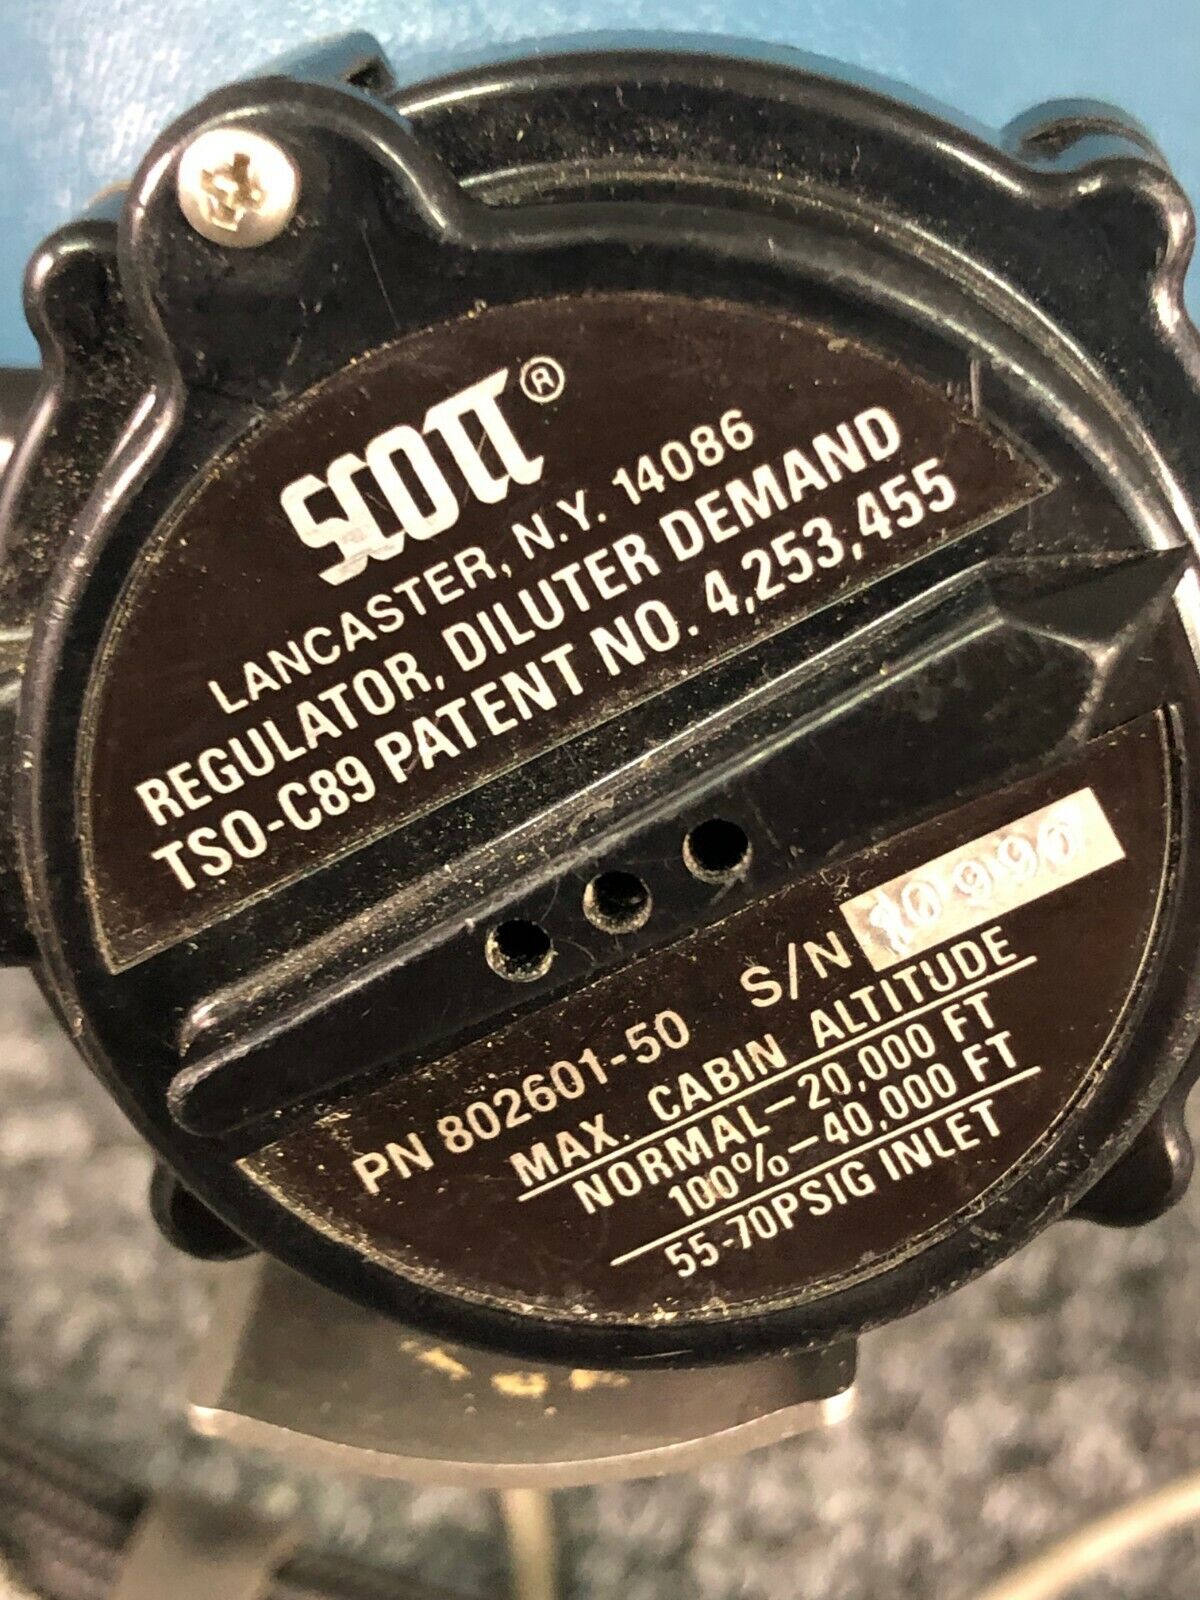 SCOTT®
LANCASTER, N.Y. 14086
REGULATOR, DILUTER DEMAND
TSO-C89 PATENT NO. 4,253,455
PN 802601-50 S/N 10990
MAX. CABIN ALTITUDE
NORMAL-20,000 FT
100%-40,000 FT
55-70PSIG INLET